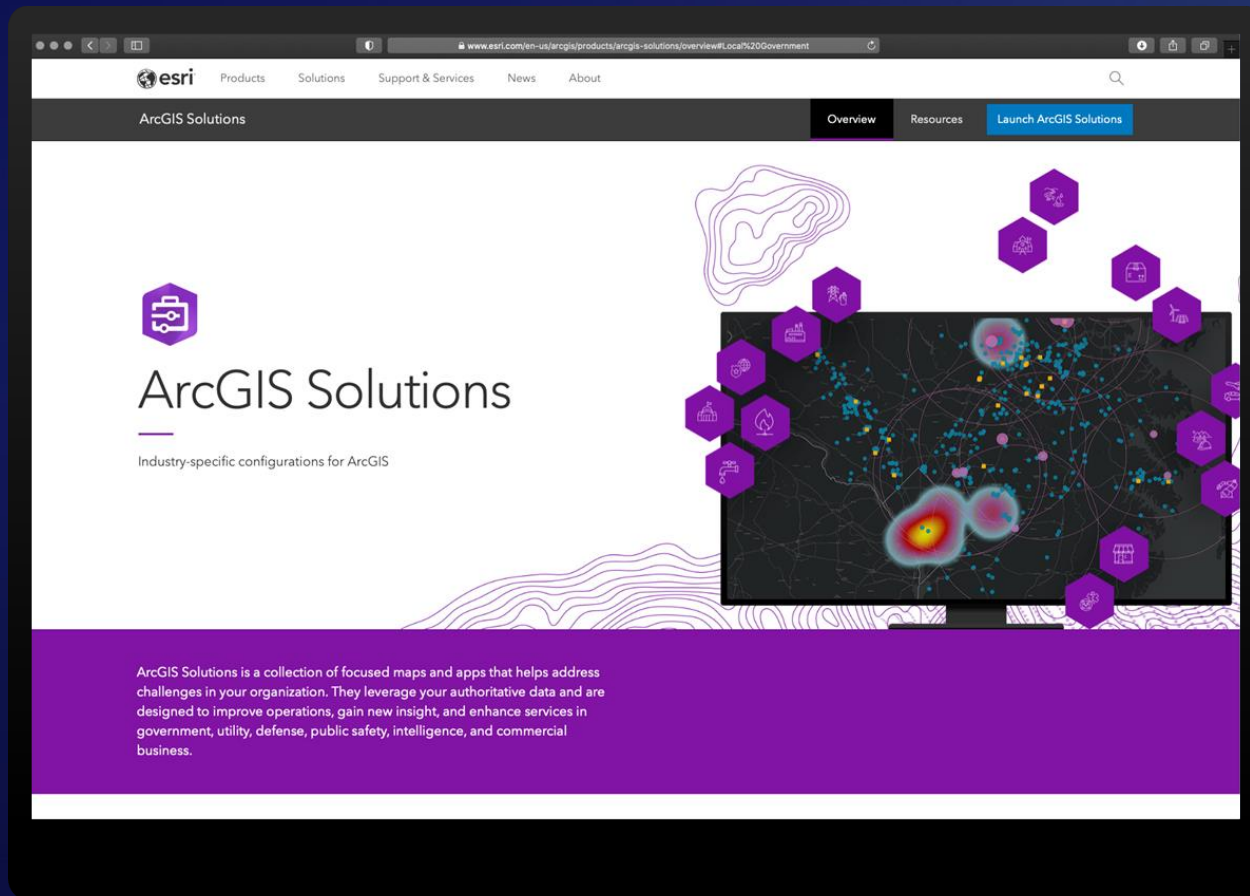 www.esri.com/en-us/arcgis/products/arcgis-solutions/overview#Local%20Government
esri Products Solutions Support & Services News About
ArcGIS Solutions Overview Resources Launch ArcGIS Solutions
ArcGIS Solutions
Industry-specific configurations for ArcGIS
ArcGIS Solutions is a collection of focused maps and apps that helps address
challenges in your organization. They leverage your authoritative data and are
designed to improve operations, gain new insight, and enhance services in
government, utility, defense, public safety, intelligence, and commercial
business.